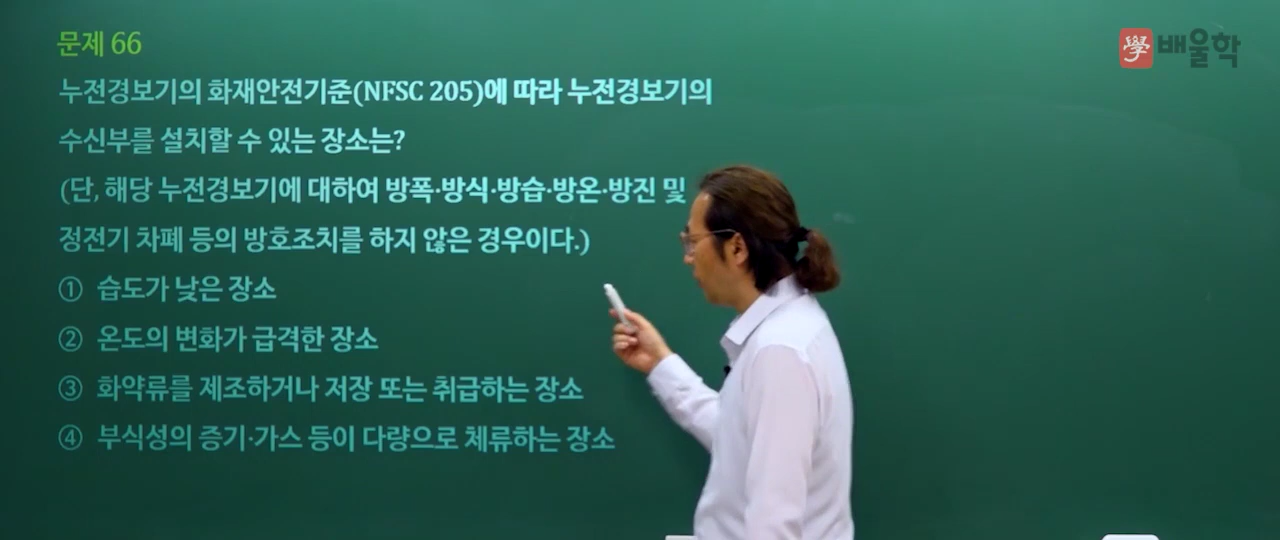 문제 66
學 배울학
누전경보기의 화재안전기준(NFSC 205)에 따라 누전경보기의
수신부를 설치할 수 있는 장소는?
(단, 해당 누전경보기에 대하여 방폭·방식·방습·방온·방진 및
정전기 차폐 등의 방호조치를 하지 않은 경우이다.)
① 습도가 낮은 장소
② 온도의 변화가 급격한 장소
③ 화약류를 제조하거나 저장 또는 취급하는 장소
④ 부식성의 증기·가스 등이 다량으로 체류하는 장소